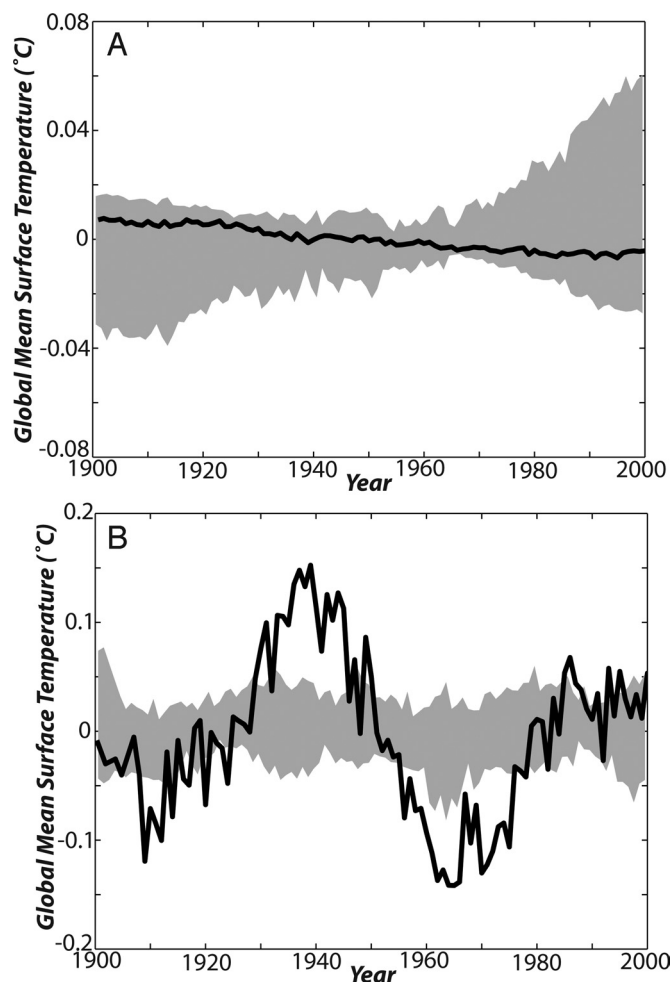 A
Global Mean Surface Temperature (˚C)
0.08
0.04
0
-0.04
-0.08
1900 1920 1940 1960 1980 2000
Year
B
Global Mean Surface Temperature (˚C)
0.2
0.1
0
-0.1
-0.2
1900 1920 1940 1960 1980 2000
Year